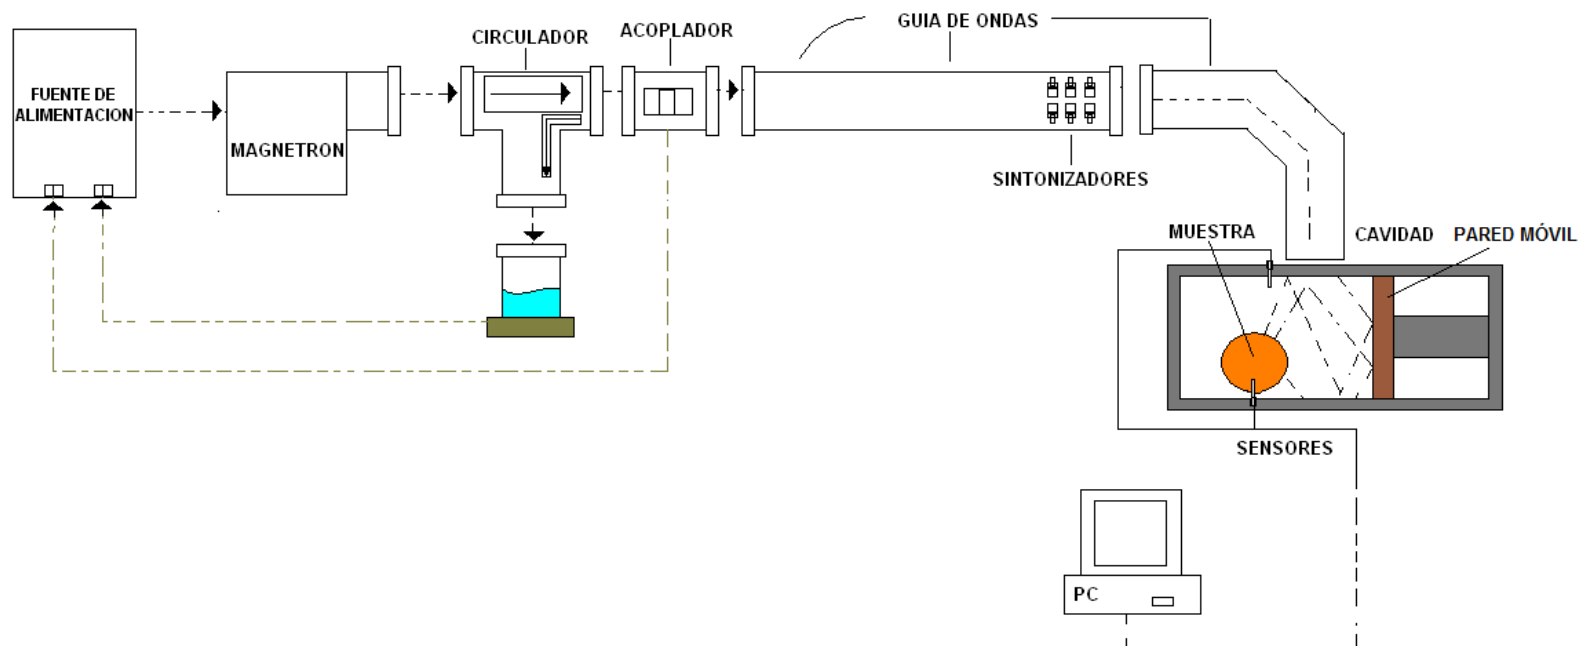 GUIA DE ONDAS
CIRCULADOR
ACOPLADOR
FUENTE DE
ALIMENTACION
MAGNETRON
SINTONIZADORES
MUESTRA
CAVIDAD
PARED MÓVIL
SENSORES
PC